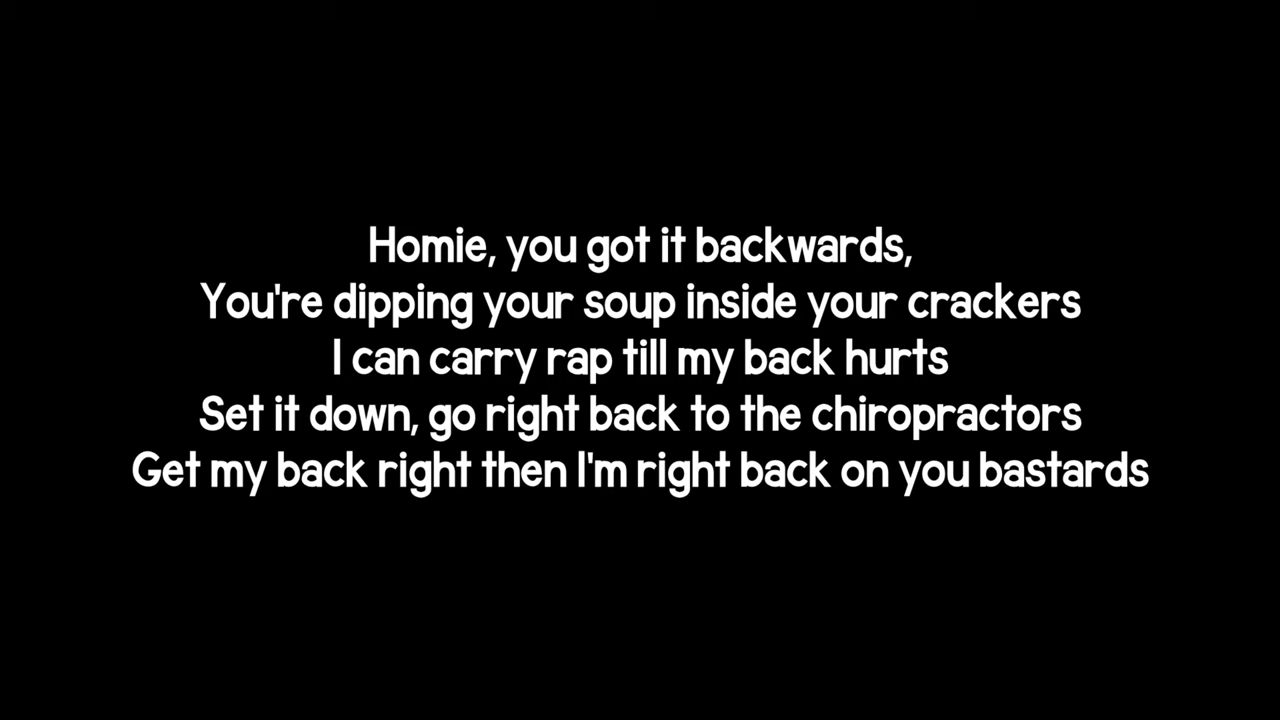 Homie, you got it backwards,
You're dipping your soup inside your crackers
I can carry rap till my back hurts
Set it down, go right back to the chiropractors
Get my back right then I'm right back on you bastards